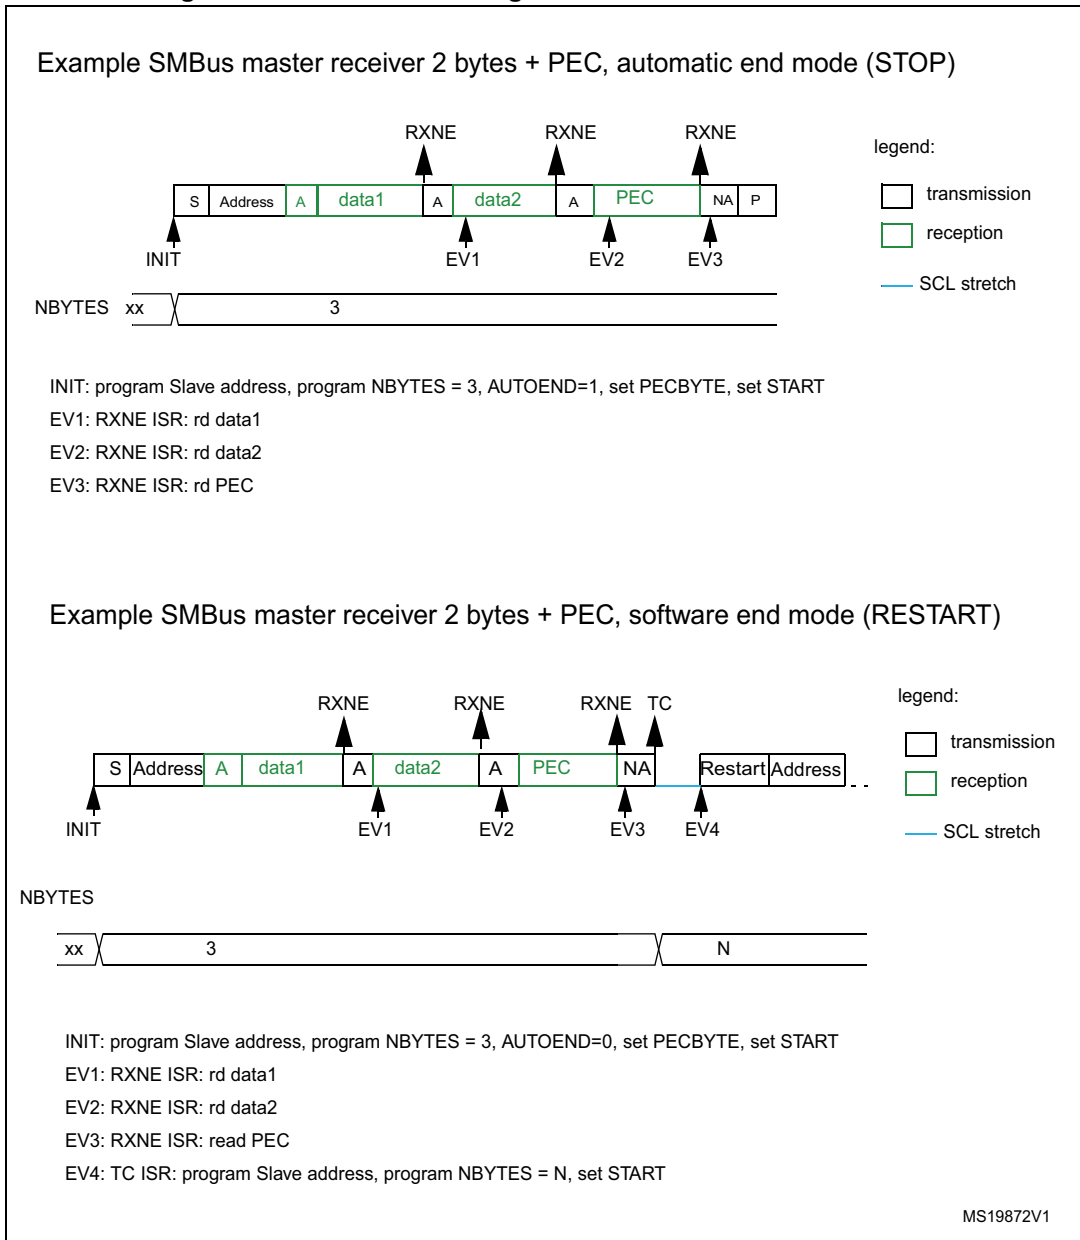 Example SMBus master receiver 2 bytes + PEC, automatic end mode (STOP)
RXNE RXNE RXNE
legend:
S Address A data1 A data2 A PEC NA P
transmission
reception
INIT EV1 EV2 EV3
SCL stretch
NBYTES xx 3
INIT: program Slave address, program NBYTES = 3, AUTOEND=1, set PECBYTE, set START
EV1: RXNE ISR: rd data1
EV2: RXNE ISR: rd data2
EV3: RXNE ISR: rd PEC
Example SMBus master receiver 2 bytes + PEC, software end mode (RESTART)
RXNE RXNE RXNE TC
legend:
S Address A data1 A data2 A PEC NA Restart Address
transmission
reception
INIT EV1 EV2 EV3 EV4
SCL stretch
NBYTES
xx 3 N
INIT: program Slave address, program NBYTES = 3, AUTOEND=0, set PECBYTE, set START
EV1: RXNE ISR: rd data1
EV2: RXNE ISR: rd data2
EV3: RXNE ISR: read PEC
EV4: TC ISR: program Slave address, program NBYTES = N, set START
MS19872V1